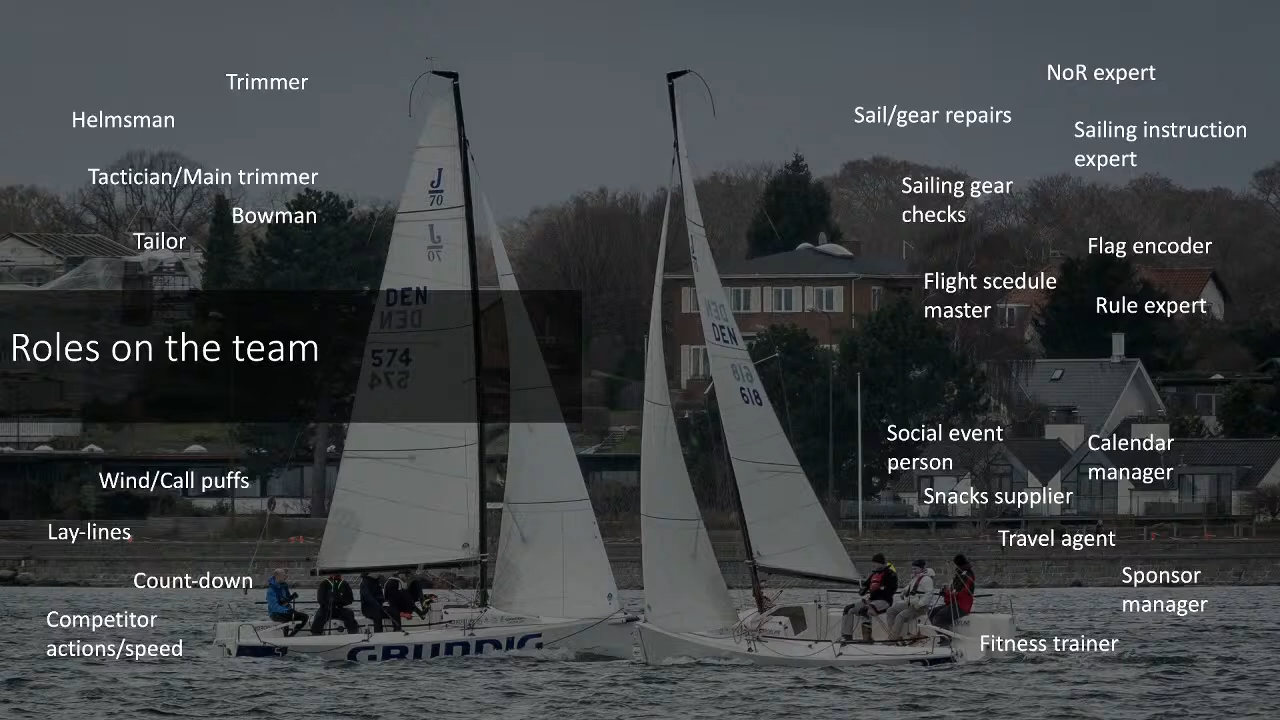 Trimmer
Helmsman
Tactician/Main trimmer
Bowman
Tailor
Roles on the team
Wind/Call puffs
Lay-lines
Count-down
Competitor
actions/speed
J
70
J
70
DEN
DEN
574
574
GRUNDIG
5
DEN
DEN
618
618
NoR expert
Sail/gear repairs
Sailing instruction
expert
Sailing gear
checks
Flag encoder
Flight scedule
master
Rule expert
Social event
person
Calendar
manager
Snacks supplier
Travel agent
Sponsor
manager
Fitness trainer